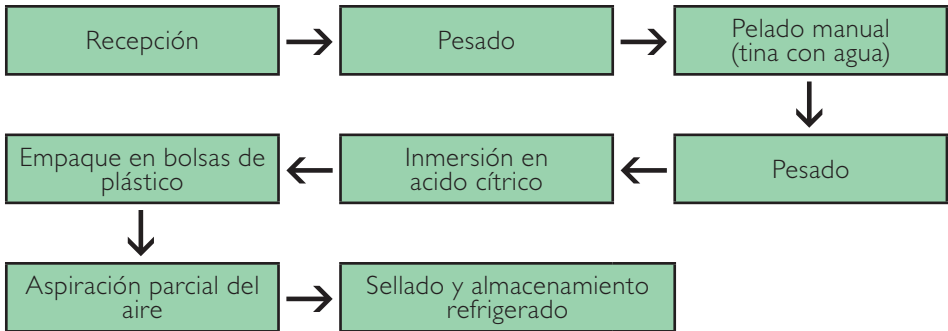 Recepción
Pesado
Pelado manual
(tina con agua)
Pesado
Inmersión en
acido cítrico
Empaque en bolsas de
plástico
Aspiración parcial del
aire
Sellado y almacenamiento
refrigerado